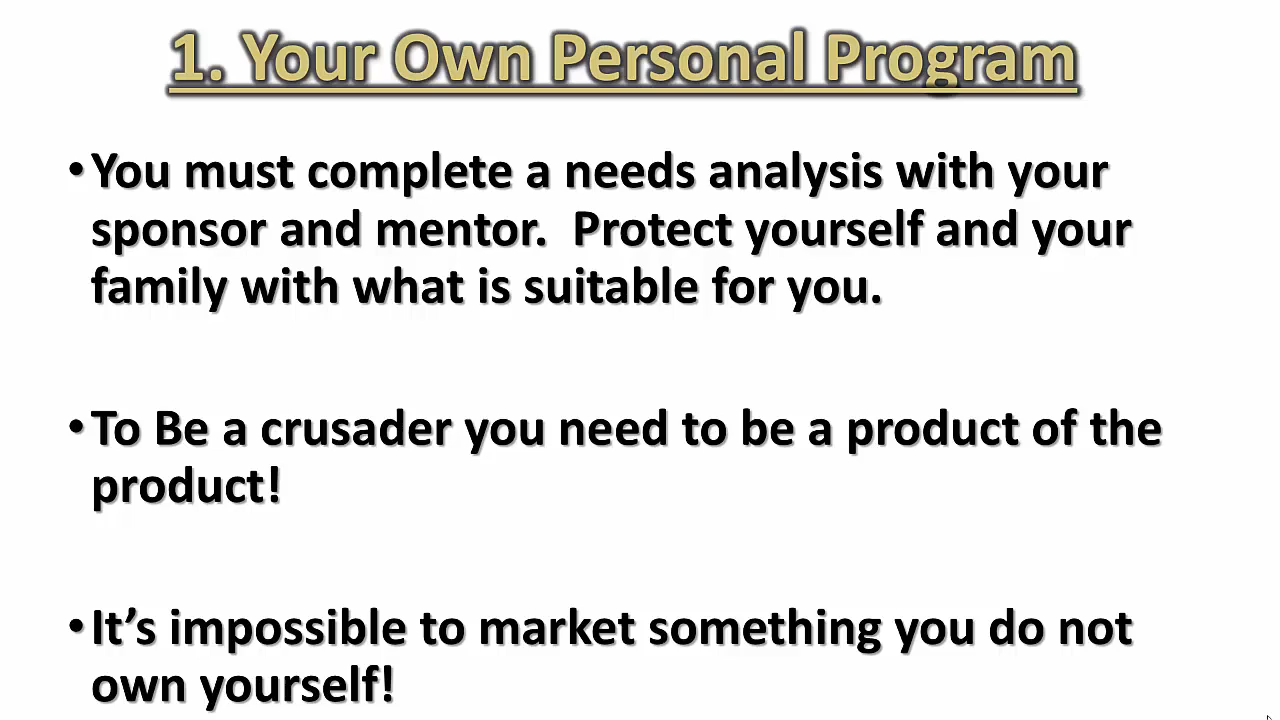 1. Your Own Personal Program
• You must complete a needs analysis with your
sponsor and mentor.  Protect yourself and your
family with what is suitable for you.
• To Be a crusader you need to be a product of the
product!
• It’s impossible to market something you do not
own yourself!